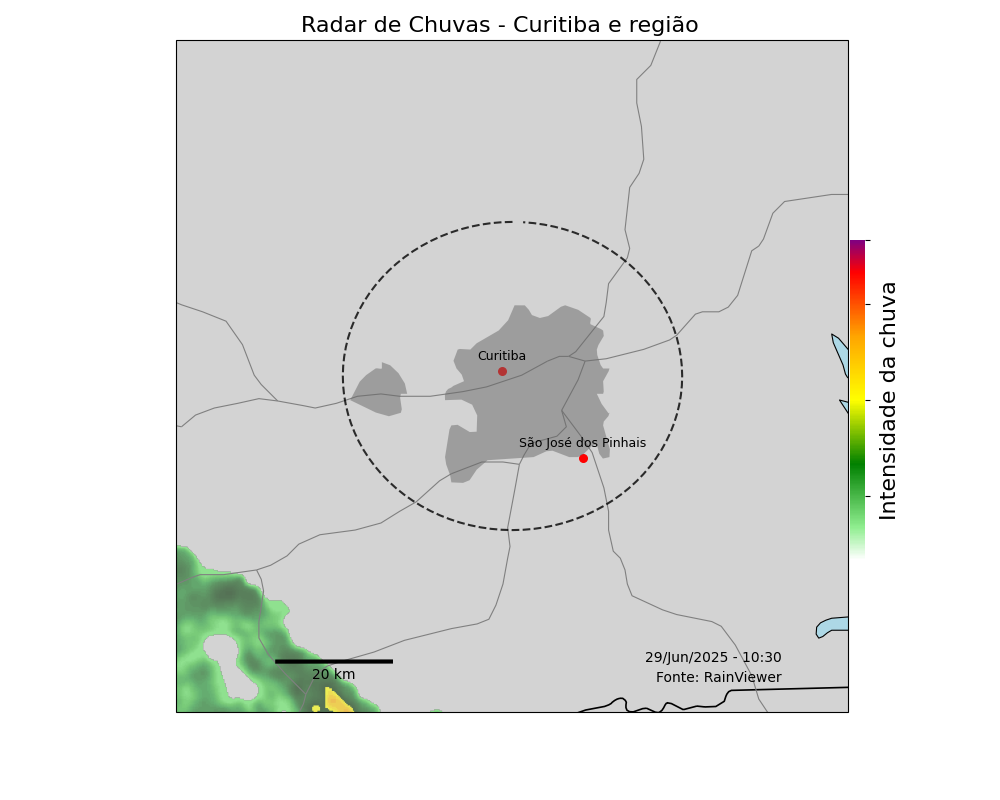 Radar de Chuvas - Curitiba e região
Curitiba
São José dos Pinhais
Intensidade da chuva
20 km
29/Jun/2025 - 10:30
Fonte: RainViewer